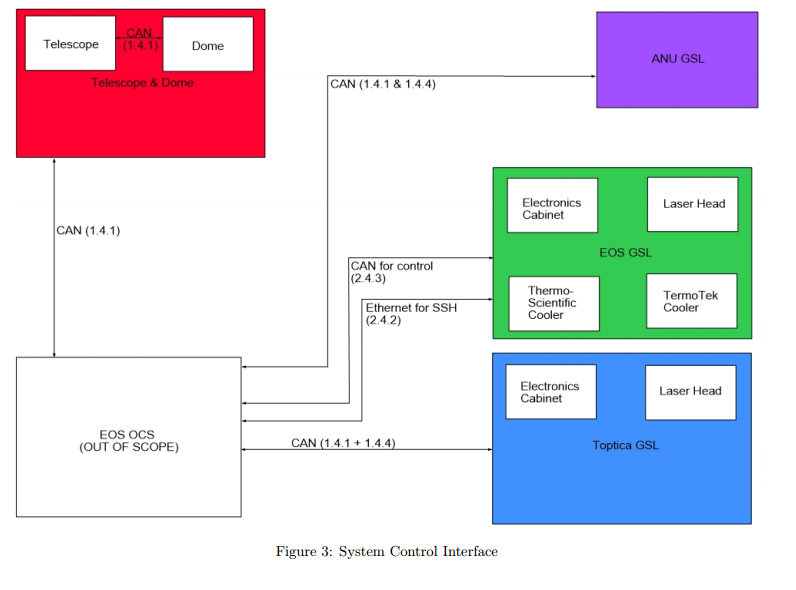 Telescope
CAN
(1.4.1)
Dome
Telescope & Dome
ANU GSL
CAN (1.4.1 & 1.4.4)
CAN (1.4.1)
Electronics
Cabinet
Laser Head
EOS GSL
Thermo-
Scientific
Cooler
TermoTek
Cooler
CAN for control
(2.4.3)
Ethernet for SSH
(2.4.2)
EOS OCS
(OUT OF SCOPE)
CAN (1.4.1 + 1.4.4)
Electronics
Cabinet
Laser Head
Toptica GSL
Figure 3: System Control Interface